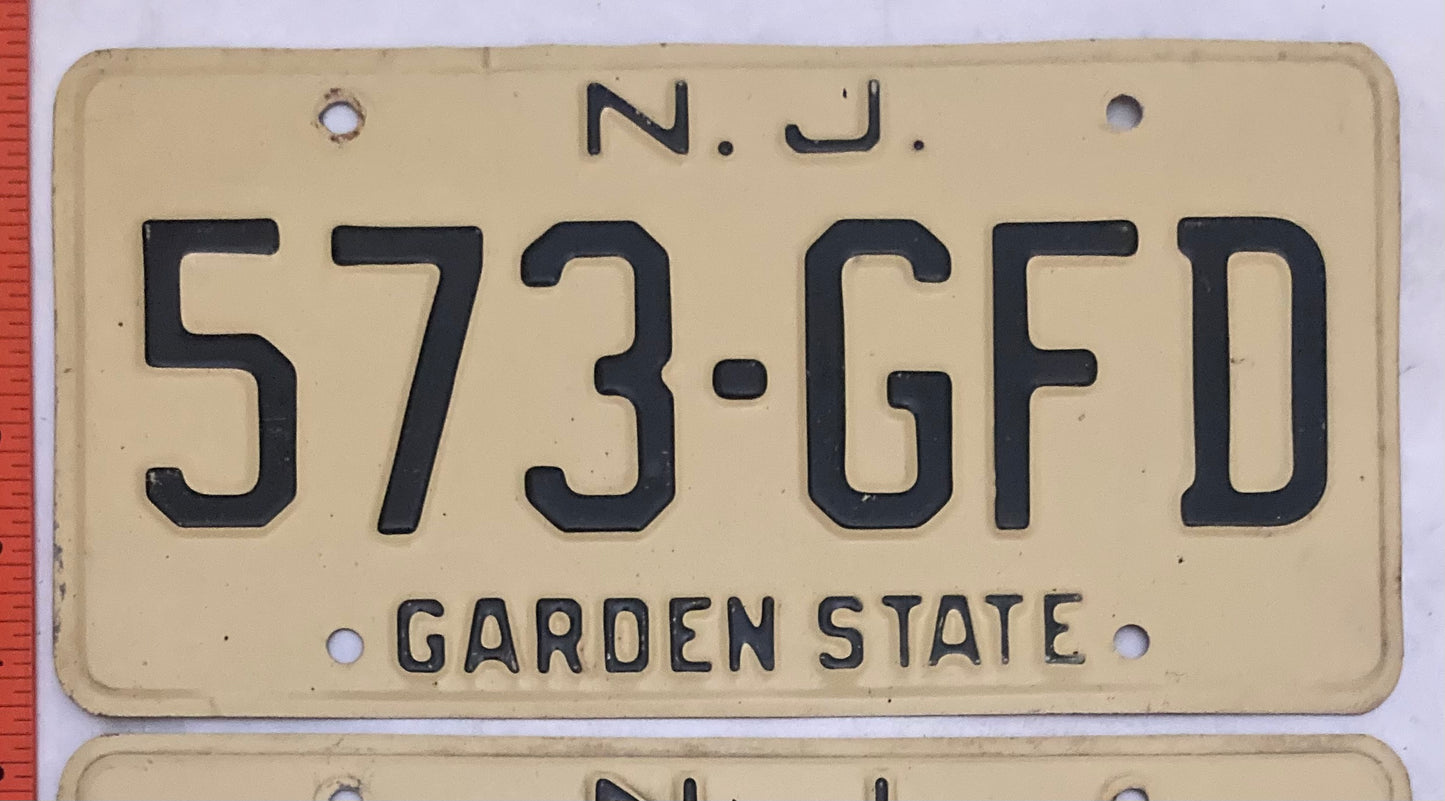 N. J.
573-GFD
GARDEN STATE
N. J